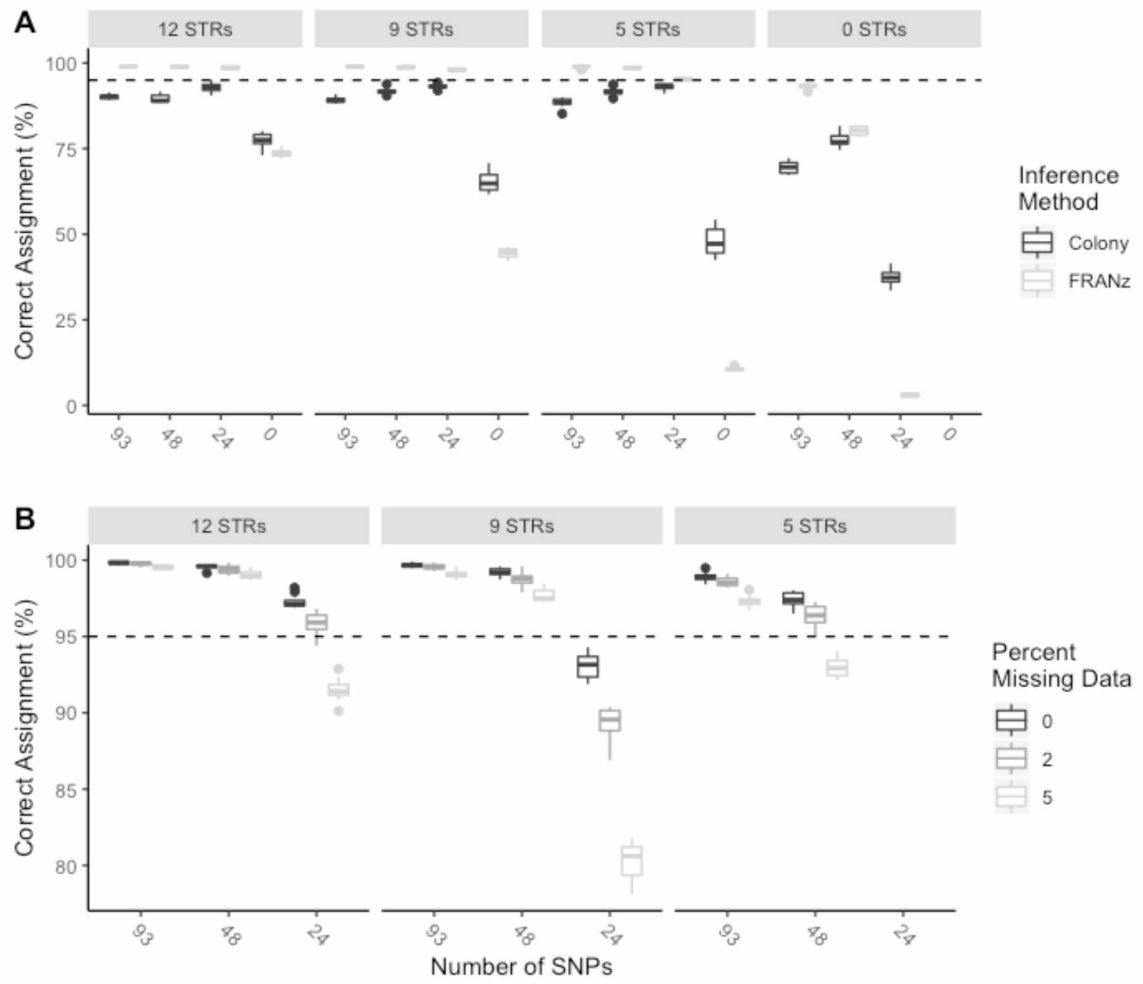 A
12 STRs 9 STRs 5 STRs 0 STRs
Correct Assignment (%)
100
75
50
25
0
93 48 24 0 93 48 24 0 93 48 24 0 93 48 24 0
Inference
Method
Colony
FRANz
B
12 STRs 9 STRs 5 STRs
Correct Assignment (%)
100
95
90
85
80
93 48 24 93 48 24 93 48 24
Number of SNPs
Percent
Missing Data
0
2
5